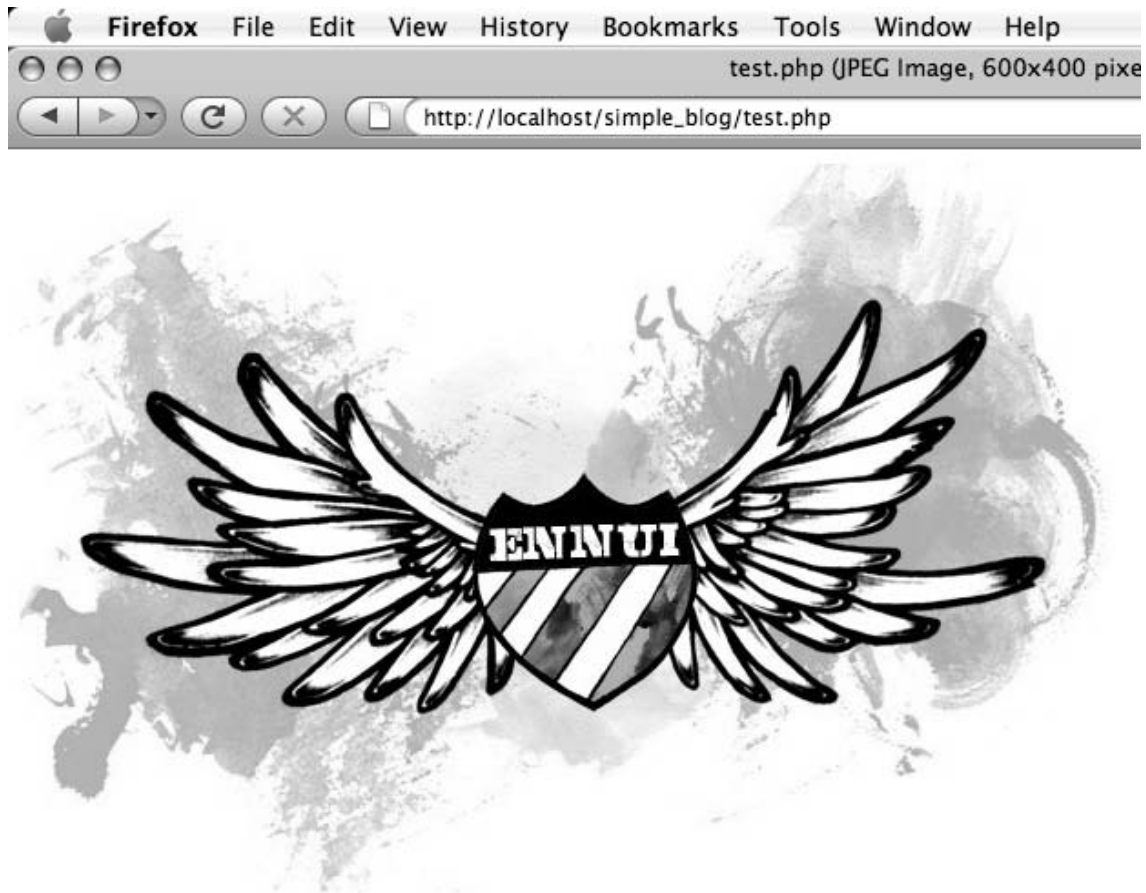 Firefox File Edit View History Bookmarks Tools Window Help
test.php (JPEG Image, 600x400 pixe
http://localhost/simple_blog/test.php
ENNUI